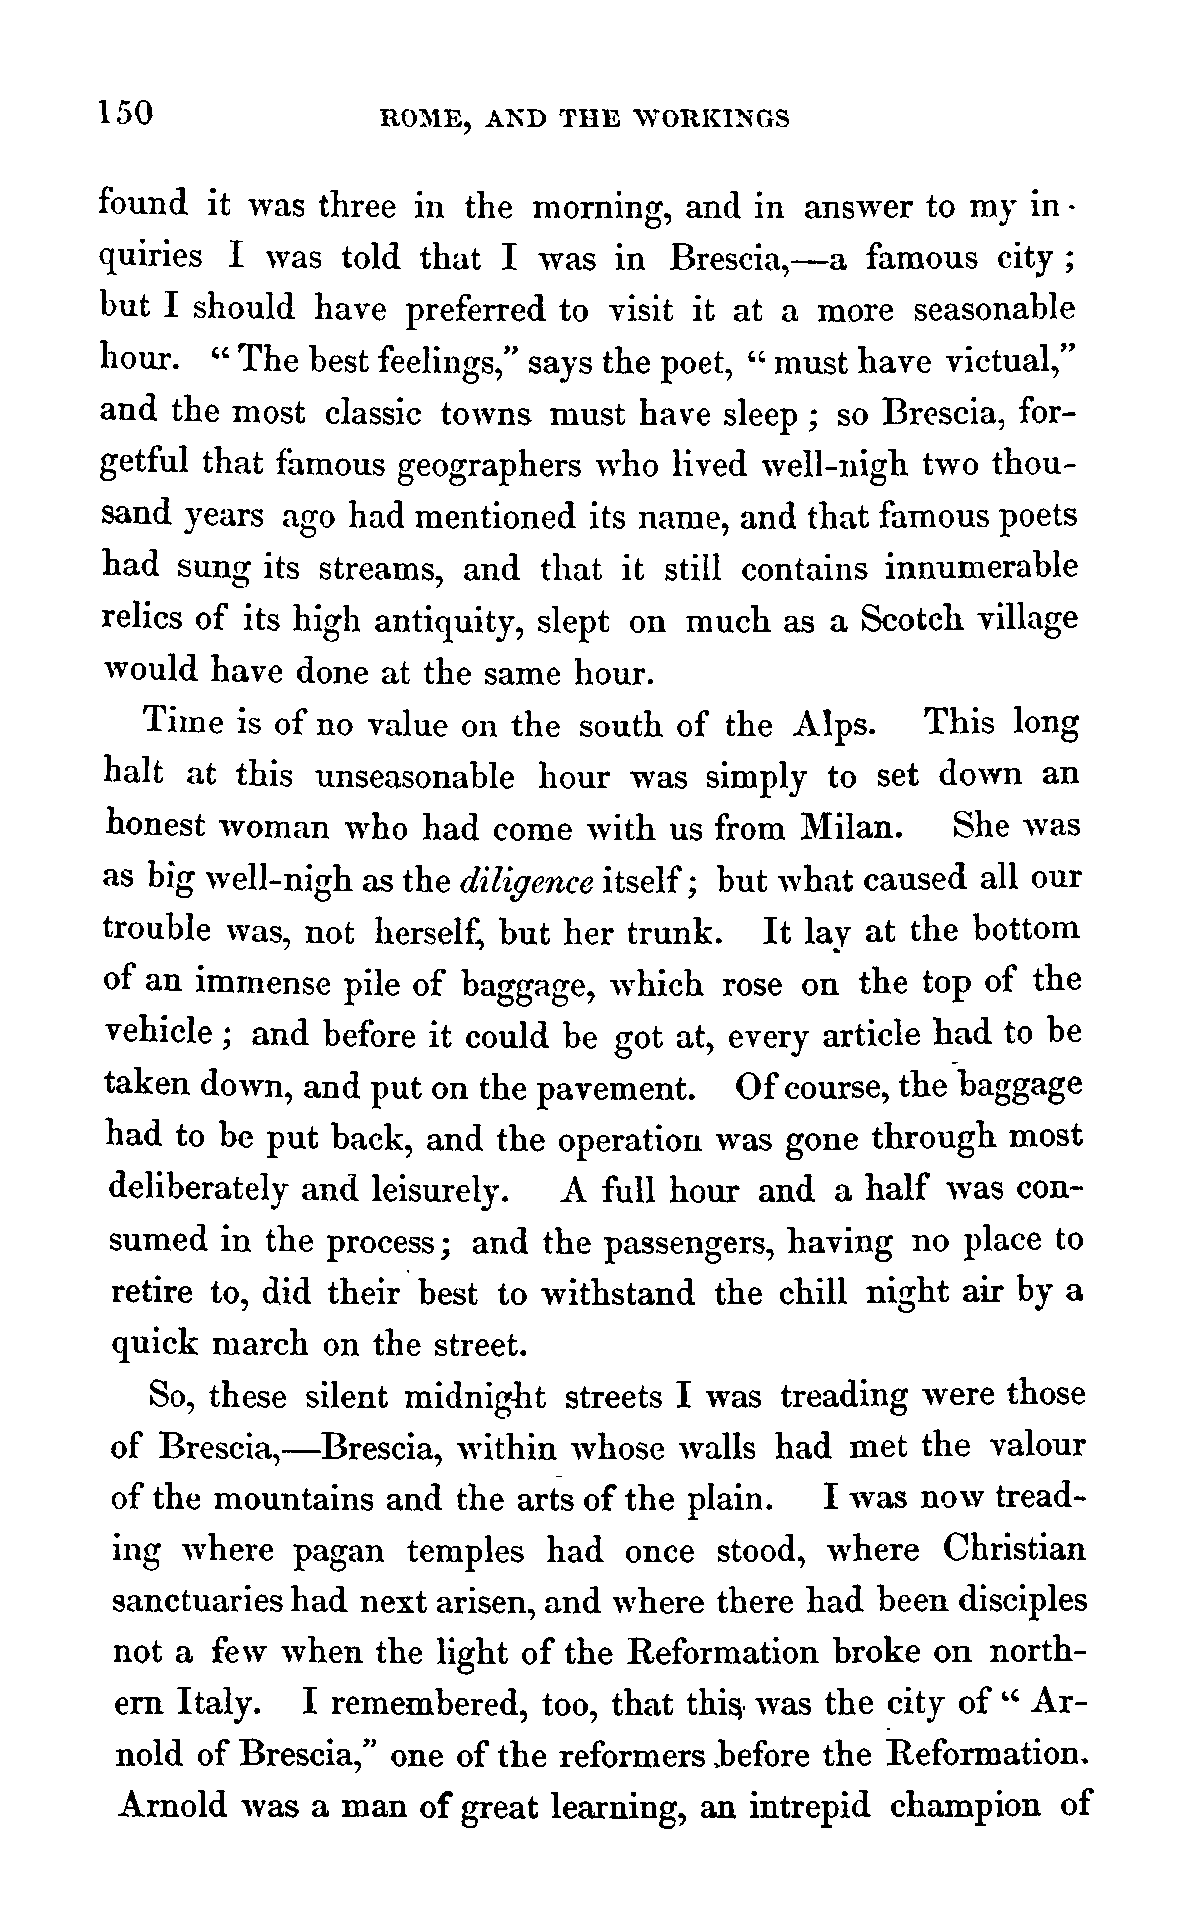 150 ROME, AND THE WORKINGS
found it was three in the morning, and in answer to my in-
quiries I was told that I was in Brescia,—a famous city ;
but I should have preferred to visit it at a more seasonable
hour. “ The best feelings,” says the poet, “ must have victual,”
and the most classic towns must have sleep ; so Brescia, for-
getful that famous geographers who lived well-nigh two thou-
sand years ago had mentioned its name, and that famous poets
had sung its streams, and that it still contains innumerable
relics of its high antiquity, slept on much as a Scotch village
would have done at the same hour.
Time is of no value on the south of the Alps. This long
halt at this unseasonable hour was simply to set down an
honest woman who had come with us from Milan. She was
as big well-nigh as the diligence itself ; but what caused all our
trouble was, not herself, but her trunk. It lay at the bottom
of an immense pile of baggage, which rose on the top of the
vehicle ; and before it could be got at, every article had to be
taken down, and put on the pavement. Of course, the baggage
had to be put back, and the operation was gone through most
deliberately and leisurely. A full hour and a half was con-
sumed in the process; and the passengers, having no place to
retire to, did their best to withstand the chill night air by a
quick march on the street.
So, these silent midnight streets I was treading were those
of Brescia,—Brescia, within whose walls had met the valour
of the mountains and the arts of the plain. I was now tread-
ing where pagan temples had once stood, where Christian
sanctuaries had next arisen, and where there had been disciples
not a few when the light of the Reformation broke on north-
ern Italy. I remembered, too, that this was the city of “ Ar-
nold of Brescia,” one of the reformers before the Reformation.
Arnold was a man of great learning, an intrepid champion of